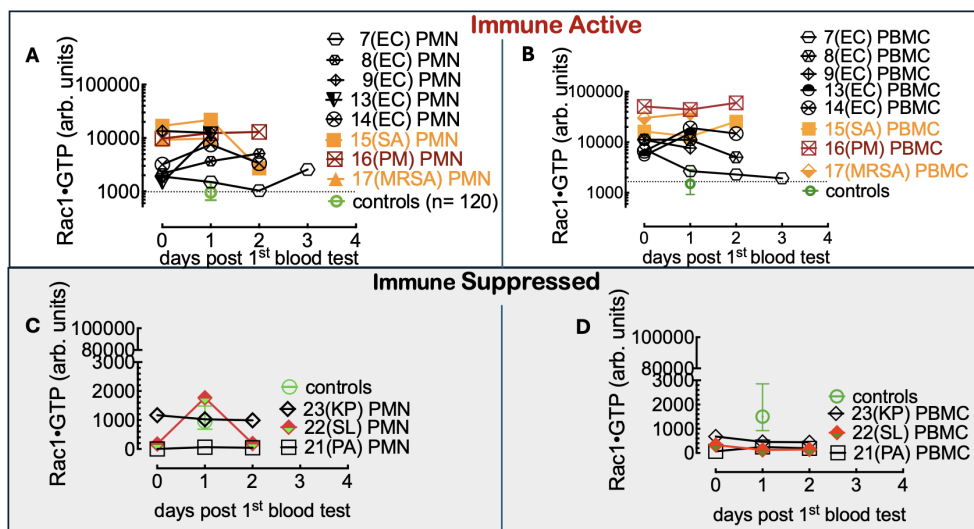 Immune Active
A
7(EC) PMN
8(EC) PMN
9(EC) PMN
13(EC) PMN
14(EC) PMN
15(SA) PMN
16(PM) PMN
17(MRSA) PMN
controls (n= 120)
Rac1•GTP (arb. units)
100000
10000
1000
0 1 2 3 4
days post 1st blood test
B
7(EC) PBMC
8(EC) PBMC
9(EC) PBMC
13(EC) PBMC
14(EC) PBMC
15(SA) PBMC
16(PM) PBMC
17(MRSA) PBMC
controls
Rac1•GTP (arb. units)
100000
10000
1000
0 1 2 3 4
days post 1st blood test
Immune Suppressed
C
Rac1•GTP (arb. units)
100000
80000
3000
2000
1000
0
controls
23(KP) PMN
22(SL) PMN
21(PA) PMN
0 1 2 3 4
days post 1st blood test
D
Rac1•GTP (arb. units)
100000
80000
3000
2000
1000
0
controls
23(KP) PBMC
22(SL) PBMC
21(PA) PBMC
0 1 2 3 4
days post 1st blood test